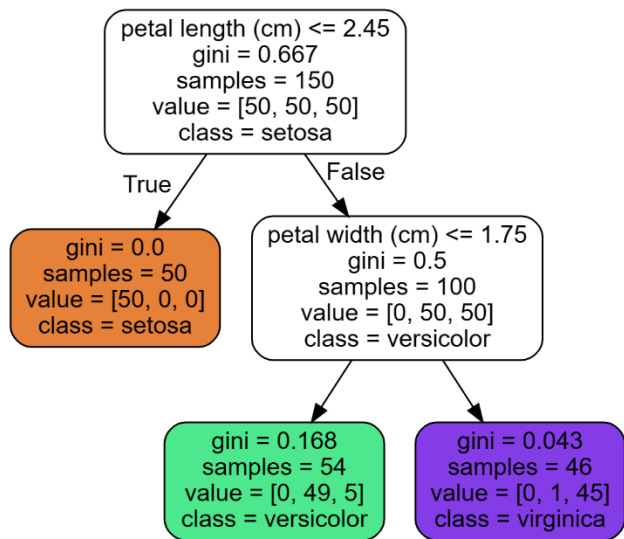 petal length (cm) <= 2.45
gini = 0.667
samples = 150
value = [50, 50, 50]
class = setosa
True
False
gini = 0.0
samples = 50
value = [50, 0, 0]
class = setosa
petal width (cm) <= 1.75
gini = 0.5
samples = 100
value = [0, 50, 50]
class = versicolor
gini = 0.168
samples = 54
value = [0, 49, 5]
class = versicolor
gini = 0.043
samples = 46
value = [0, 1, 45]
class = virginica